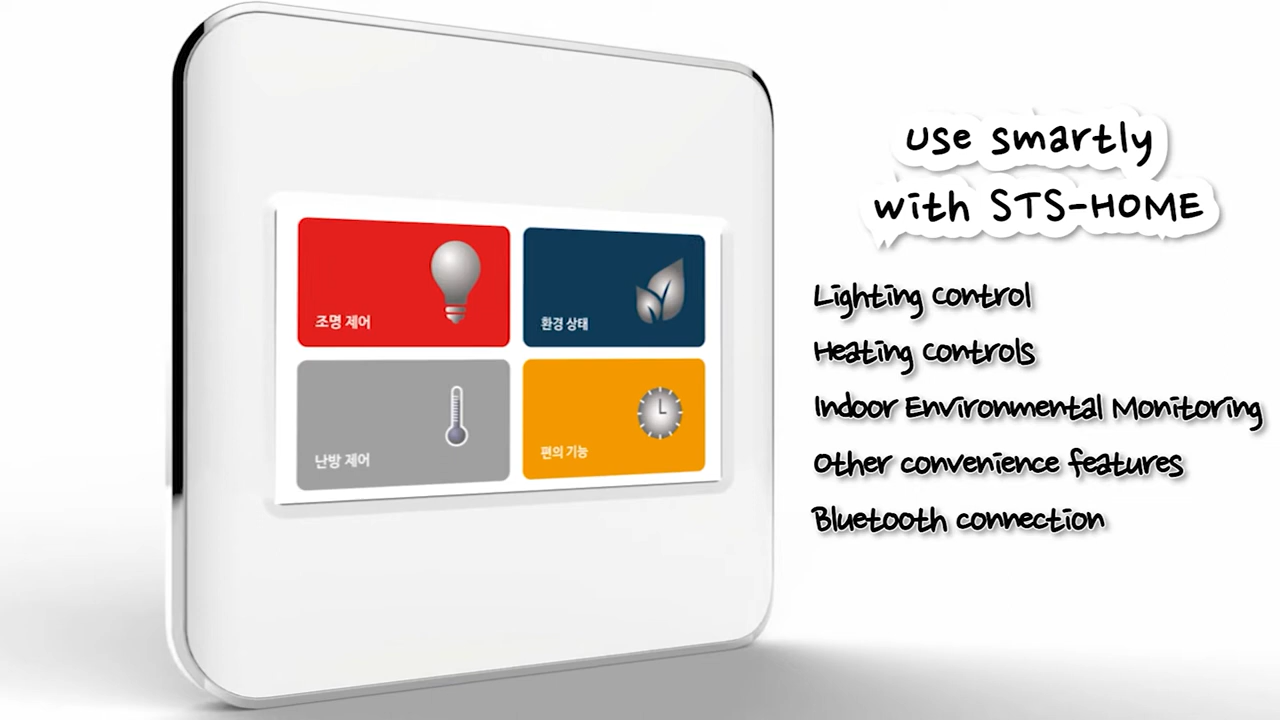 use smartly
with STS-HOME
조명 제어
환경 상태
난방 제어
편의 기능
Lighting control
Heating controls
Indoor Environmental Monitoring
Other convenience features
Bluetooth connection